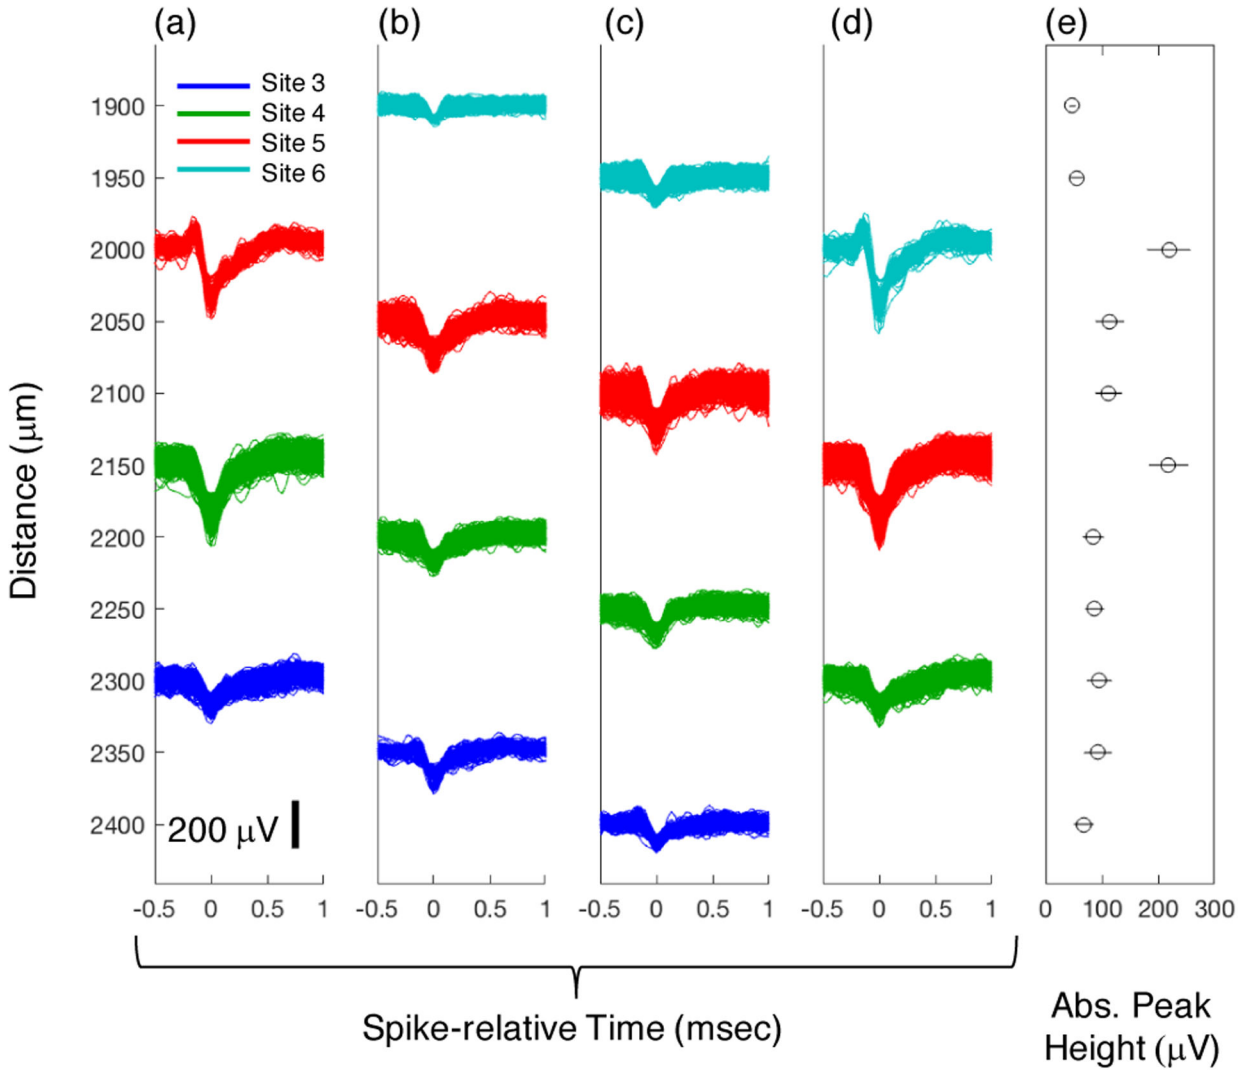 (a) (b) (c) (d) (e)
Site 3
Site 4
Site 5
Site 6
1900
1950
2000
2050
2100
2150
2200
2250
2300
2350
2400
Distance (μm)
200 μV
-0.5 0 0.5 1 -0.5 0 0.5 1 -0.5 0 0.5 1 -0.5 0 0.5 1 0 100 200 300
Spike-relative Time (msec)
Abs. Peak
Height (μV)